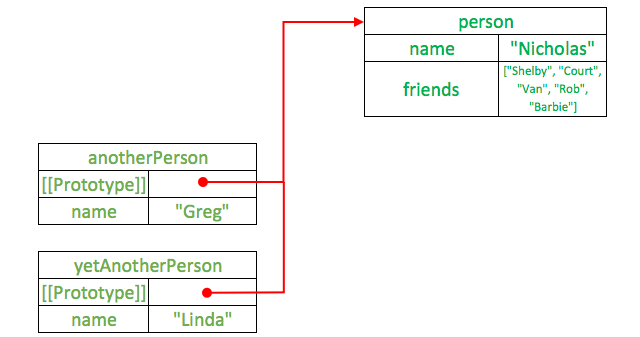 person
name "Nicholas"
friends ["Shelby", "Court",
"Van", "Rob",
"Barbie"]
anotherPerson
[[Prototype]]
name "Greg"
yetAnotherPerson
[[Prototype]]
name "Linda"